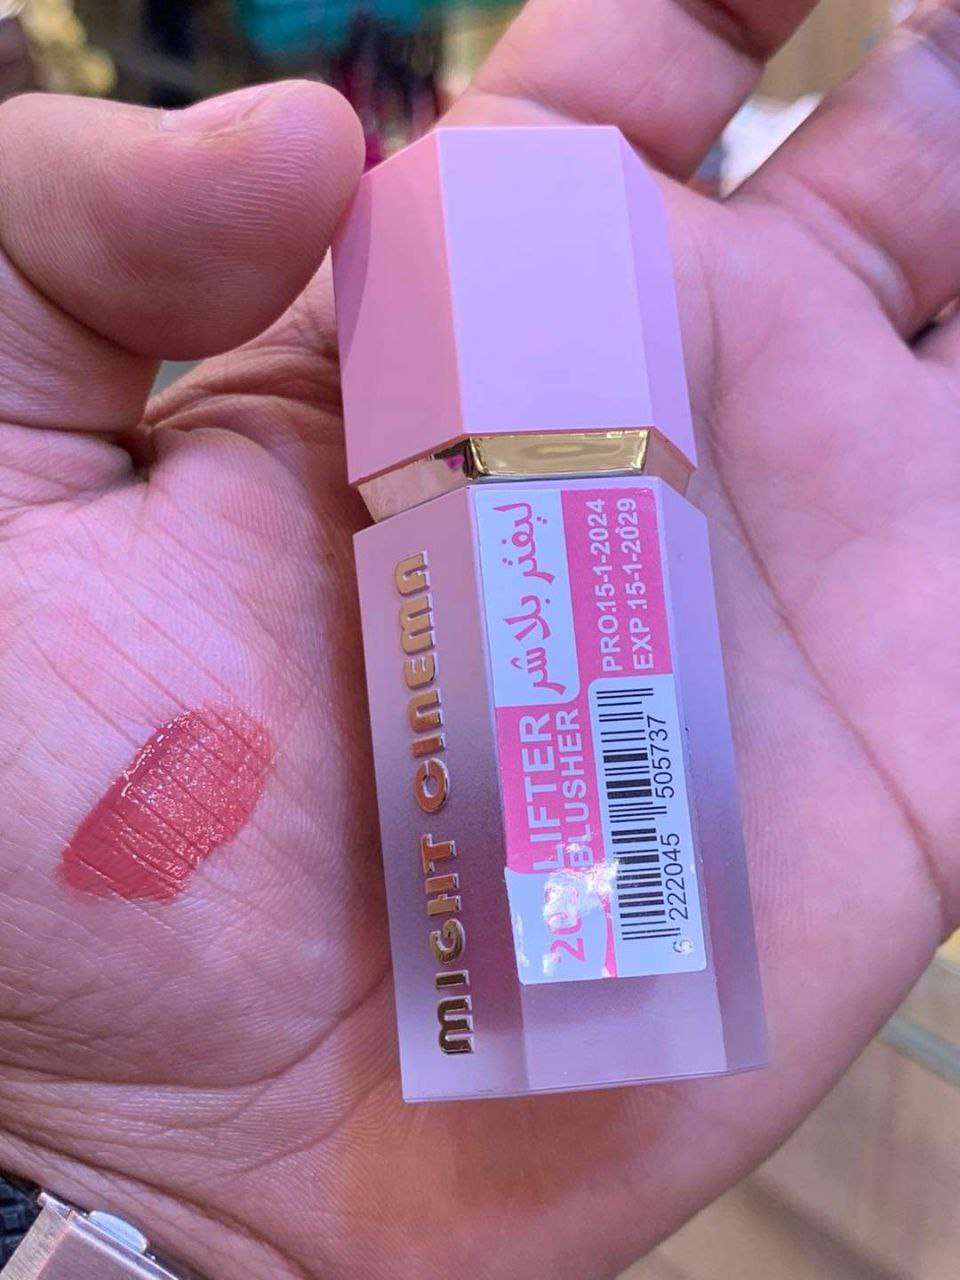 MIGHT CINEMA
ليفتر بلاشر
PRO:15-1-2024
EXP:15-1-2029
LIFTER
BLUSHER
6 222045 505737